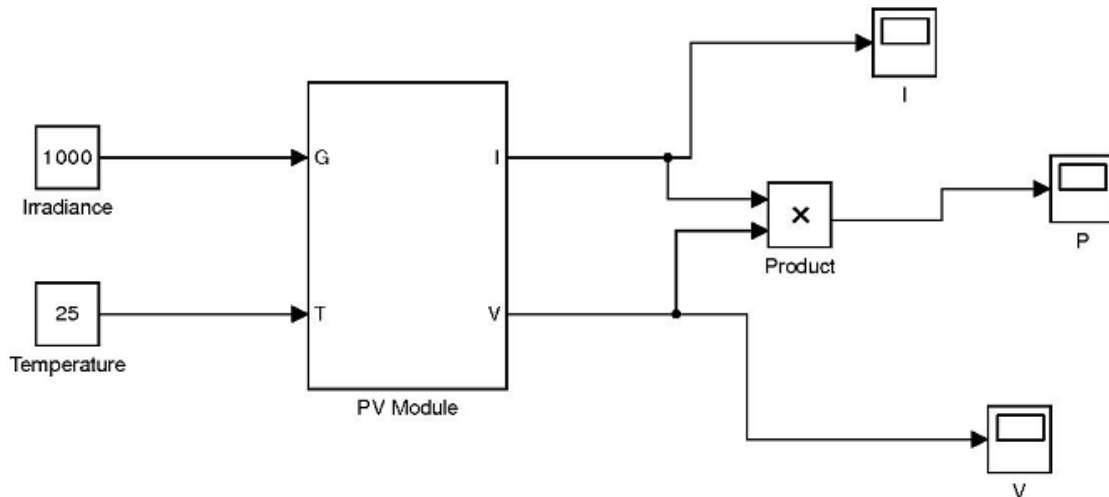 I
1000
G
I
Irradiance
×
P
Product
25
T
V
Temperature
PV Module
V